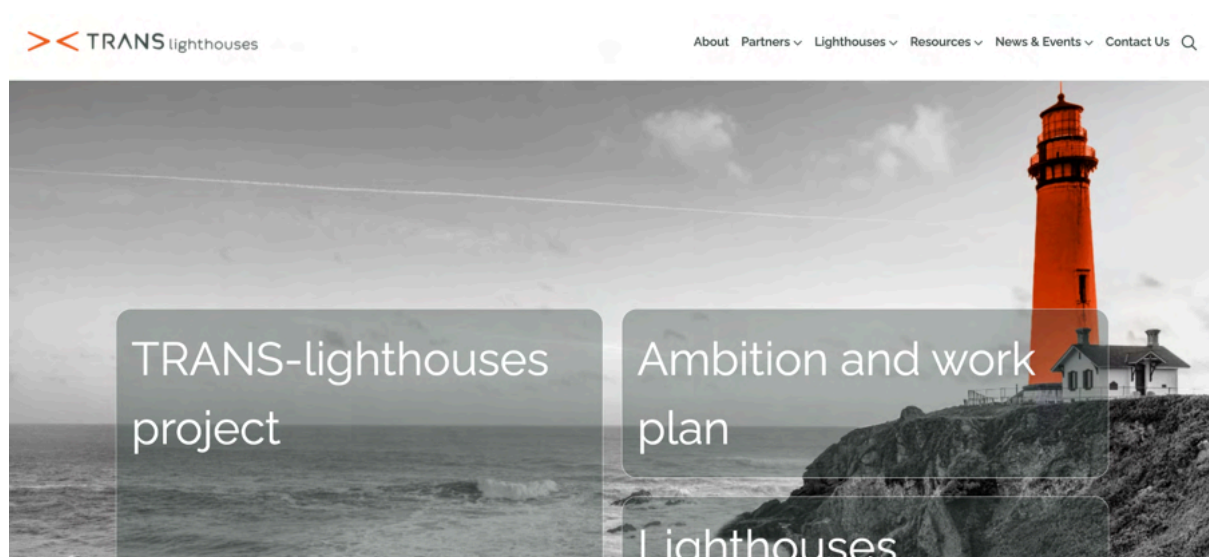 TRANS lighthouses
About Partners Lighthouses Resources News & Events Contact Us
TRANS-lighthouses
project
Ambition and work
plan
Lighthouses